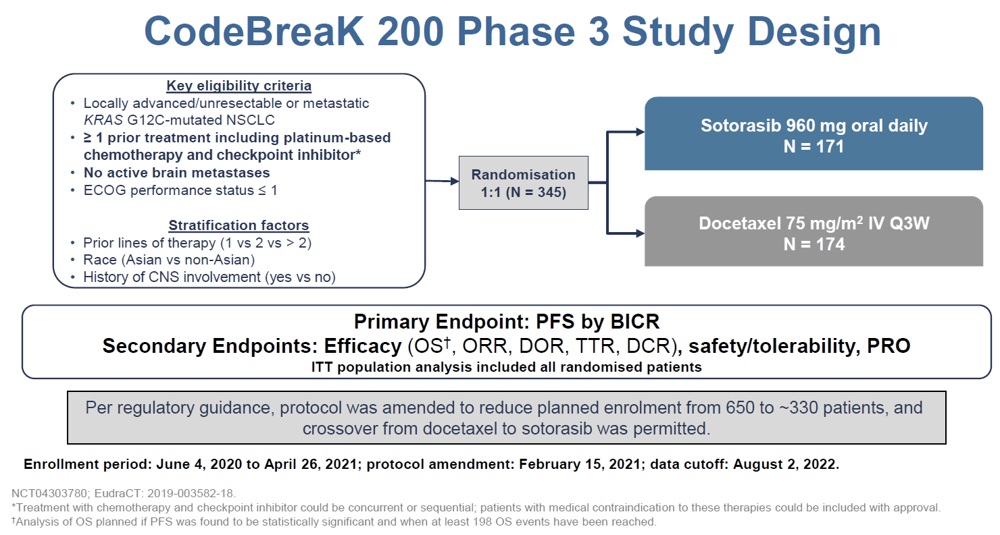 CodeBreaK 200 Phase 3 Study Design
Key eligibility criteria
• Locally advanced/unresectable or metastatic
KRAS G12C-mutated NSCLC
• ≥ 1 prior treatment including platinum-based
chemotherapy and checkpoint inhibitor*
• No active brain metastases
• ECOG performance status ≤ 1
Stratification factors
• Prior lines of therapy (1 vs 2 vs > 2)
• Race (Asian vs non-Asian)
• History of CNS involvement (yes vs no)
Randomisation
1:1 (N = 345)
Sotorasib 960 mg oral daily
N = 171
Docetaxel 75 mg/m² IV Q3W
N = 174
Primary Endpoint: PFS by BICR
Secondary Endpoints: Efficacy (OS†, ORR, DOR, TTR, DCR), safety/tolerability, PRO
ITT population analysis included all randomised patients
Per regulatory guidance, protocol was amended to reduce planned enrolment from 650 to ~330 patients, and
crossover from docetaxel to sotorasib was permitted.
Enrollment period: June 4, 2020 to April 26, 2021; protocol amendment: February 15, 2021; data cutoff: August 2, 2022.
NCT04303780; EudraCT: 2019-003582-18.
*Treatment with chemotherapy and checkpoint inhibitor could be concurrent or sequential; patients with medical contraindication to these therapies could be included with approval.
†Analysis of OS planned if PFS was found to be statistically significant and when at least 198 OS events have been reached.